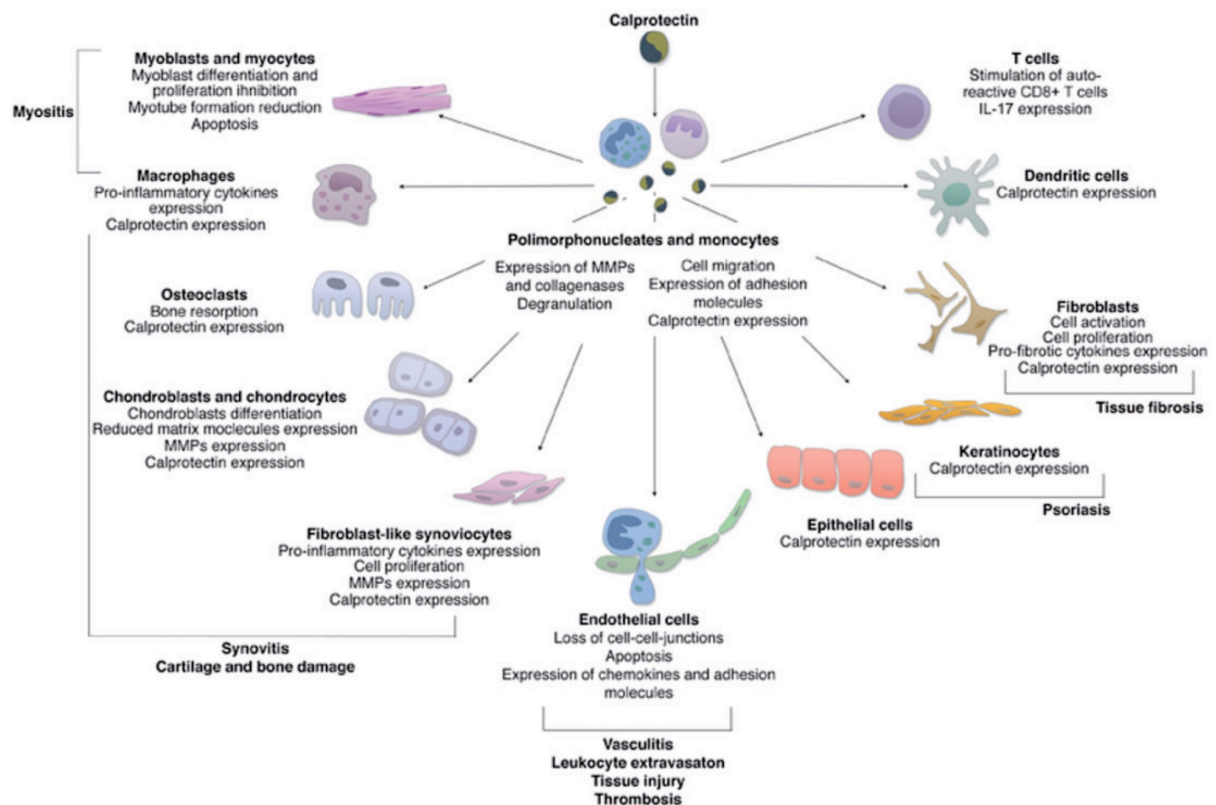 Calprotectin
Myoblasts and myocytes
Myoblast differentiation and
proliferation ihnibition
Myotube formation reduction
Apoptosis
Myositis
Macrophages
Pro-inflammatory cytokines
expression
Calprotectin expression
Osteoclasts
Bone resorption
Calprotectin expression
Chondroblasts and chondrocytes
Chondroblasts differentiation
Reduced matrix moclecules expression
MMPs expression
Calprotectin expression
Fibroblast-like synoviocytes
Pro-inflammatory cytokines expression
Cell proliferation
MMPs expression
Calprotectin expression
Synovitis
Cartilage and bone damage
Polimorphonucleates and monocytes
Expression of MMPs
and collagenases
Degranulation
Cell migration
Expression of adhesion
molecules
Calprotectin expression
Endothelial cells
Loss of cell-cell-junctions
Apoptosis
Expression of chemokines and adhesion
molecules
Vasculitis
Leukocyte extravasaton
Tissue injury
Thrombosis
T cells
Stimulation of auto-
reactive CD8+ T cells
IL-17 expression
Dendritic cells
Calprotectin expression
Fibroblasts
Cell activation
Cell proliferation
Pro-fibrotic cytokines expression
Calprotectin expression
Tissue fibrosis
Keratinocytes
Calprotectin expression
Psoriasis
Epithelial cells
Calprotectin expression